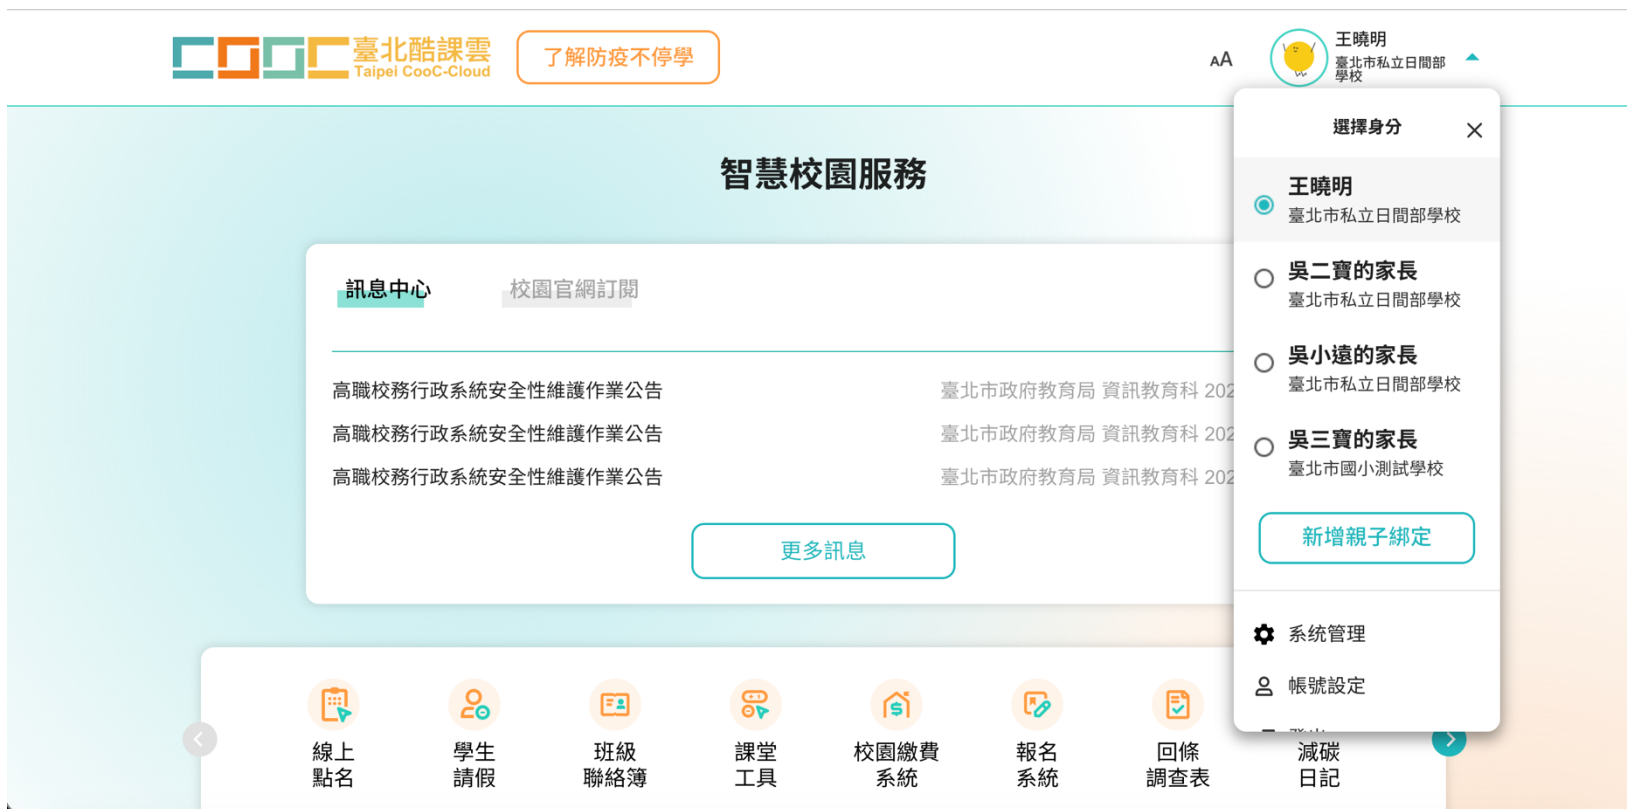 臺北酷課雲
Taipei CooC-Cloud
了解防疫不停學
AA
王曉明
臺北市私立日間部
學校
選擇身分
王曉明
臺北市私立日間部學校
吳二寶的家長
臺北市私立日間部學校
吳小遠的家長
臺北市私立日間部學校
吳三寶的家長
臺北市國小測試學校
新增親子綁定
系统管理
帳號設定
智慧校園服務
訊息中心
校園官網訂閱
高職校務行政系統安全性維護作業公告
臺北市政府教育局 資訊教育科 202
高職校務行政系統安全性維護作業公告
臺北市政府教育局 資訊教育科 202
高職校務行政系統安全性維護作業公告
臺北市政府教育局 資訊教育科 202
更多訊息
線上
點名
學生
請假
班級
聯絡簿
課堂
工具
校園繳費
系統
報名
系統
回條
調查表
減碳
日記